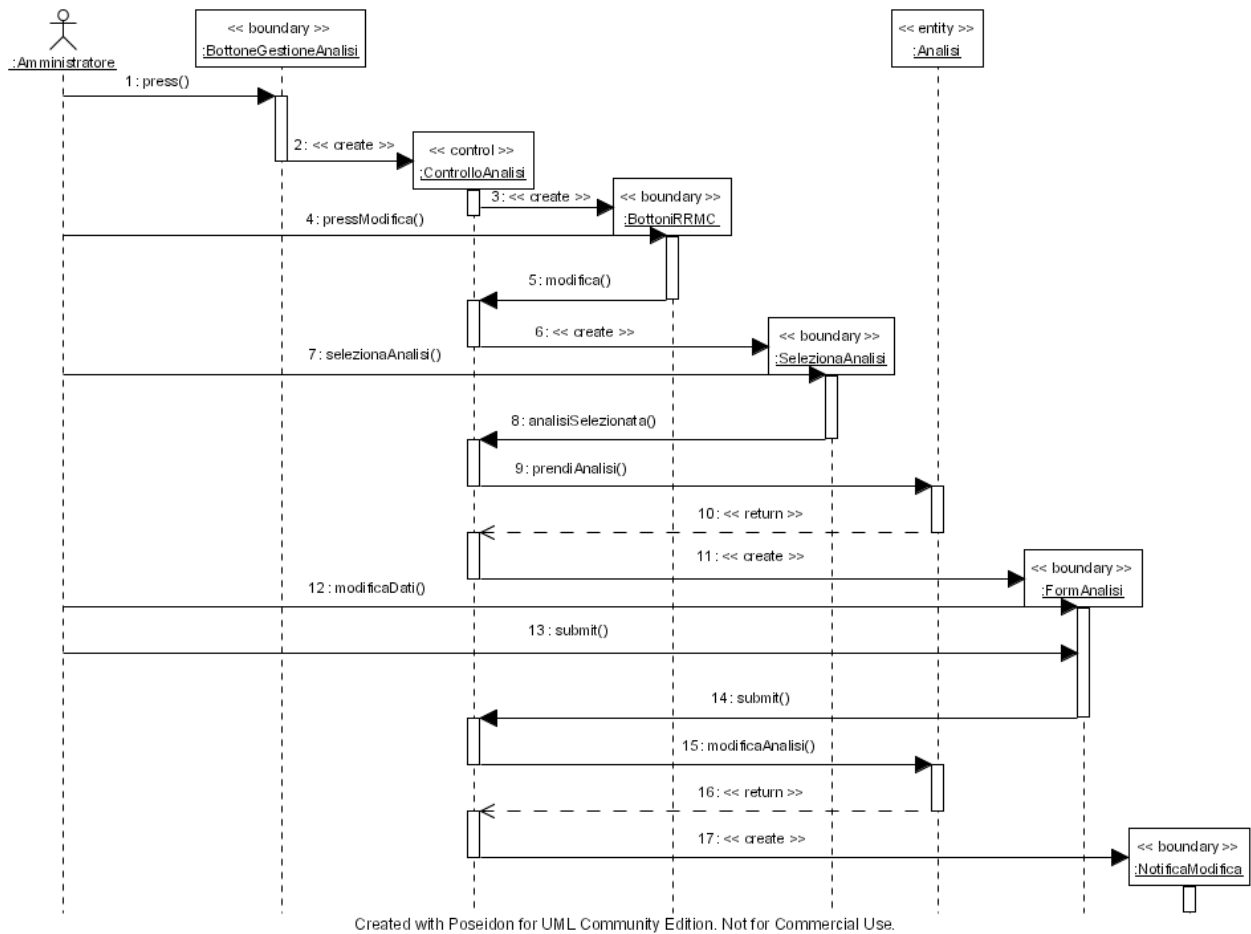 << boundary >>
:BottoneGestioneAnalisi
<< entity >>
:Analisi
:Amministratore
1 : press()
2 : << create >>
<< control >>
:ControlloAnalisi
3 : << create >>
<< boundary >>
:BottoniRRMC
4 : pressModifica()
5 : modifica()
6 : << create >>
<< boundary >>
:SelezionaAnalisi
7 : selezionaAnalisi()
8 : analisiSelezionata()
9 : prendiAnalisi()
10 : << return >>
11 : << create >>
<< boundary >>
:FormAnalisi
12 : modificaDati()
13 : submit()
14 : submit()
15 : modificaAnalisi()
16 : << return >>
17 : << create >>
<< boundary >>
:NotificaModifica
Created with Poseidon for UML Community Edition. Not for Commercial Use.